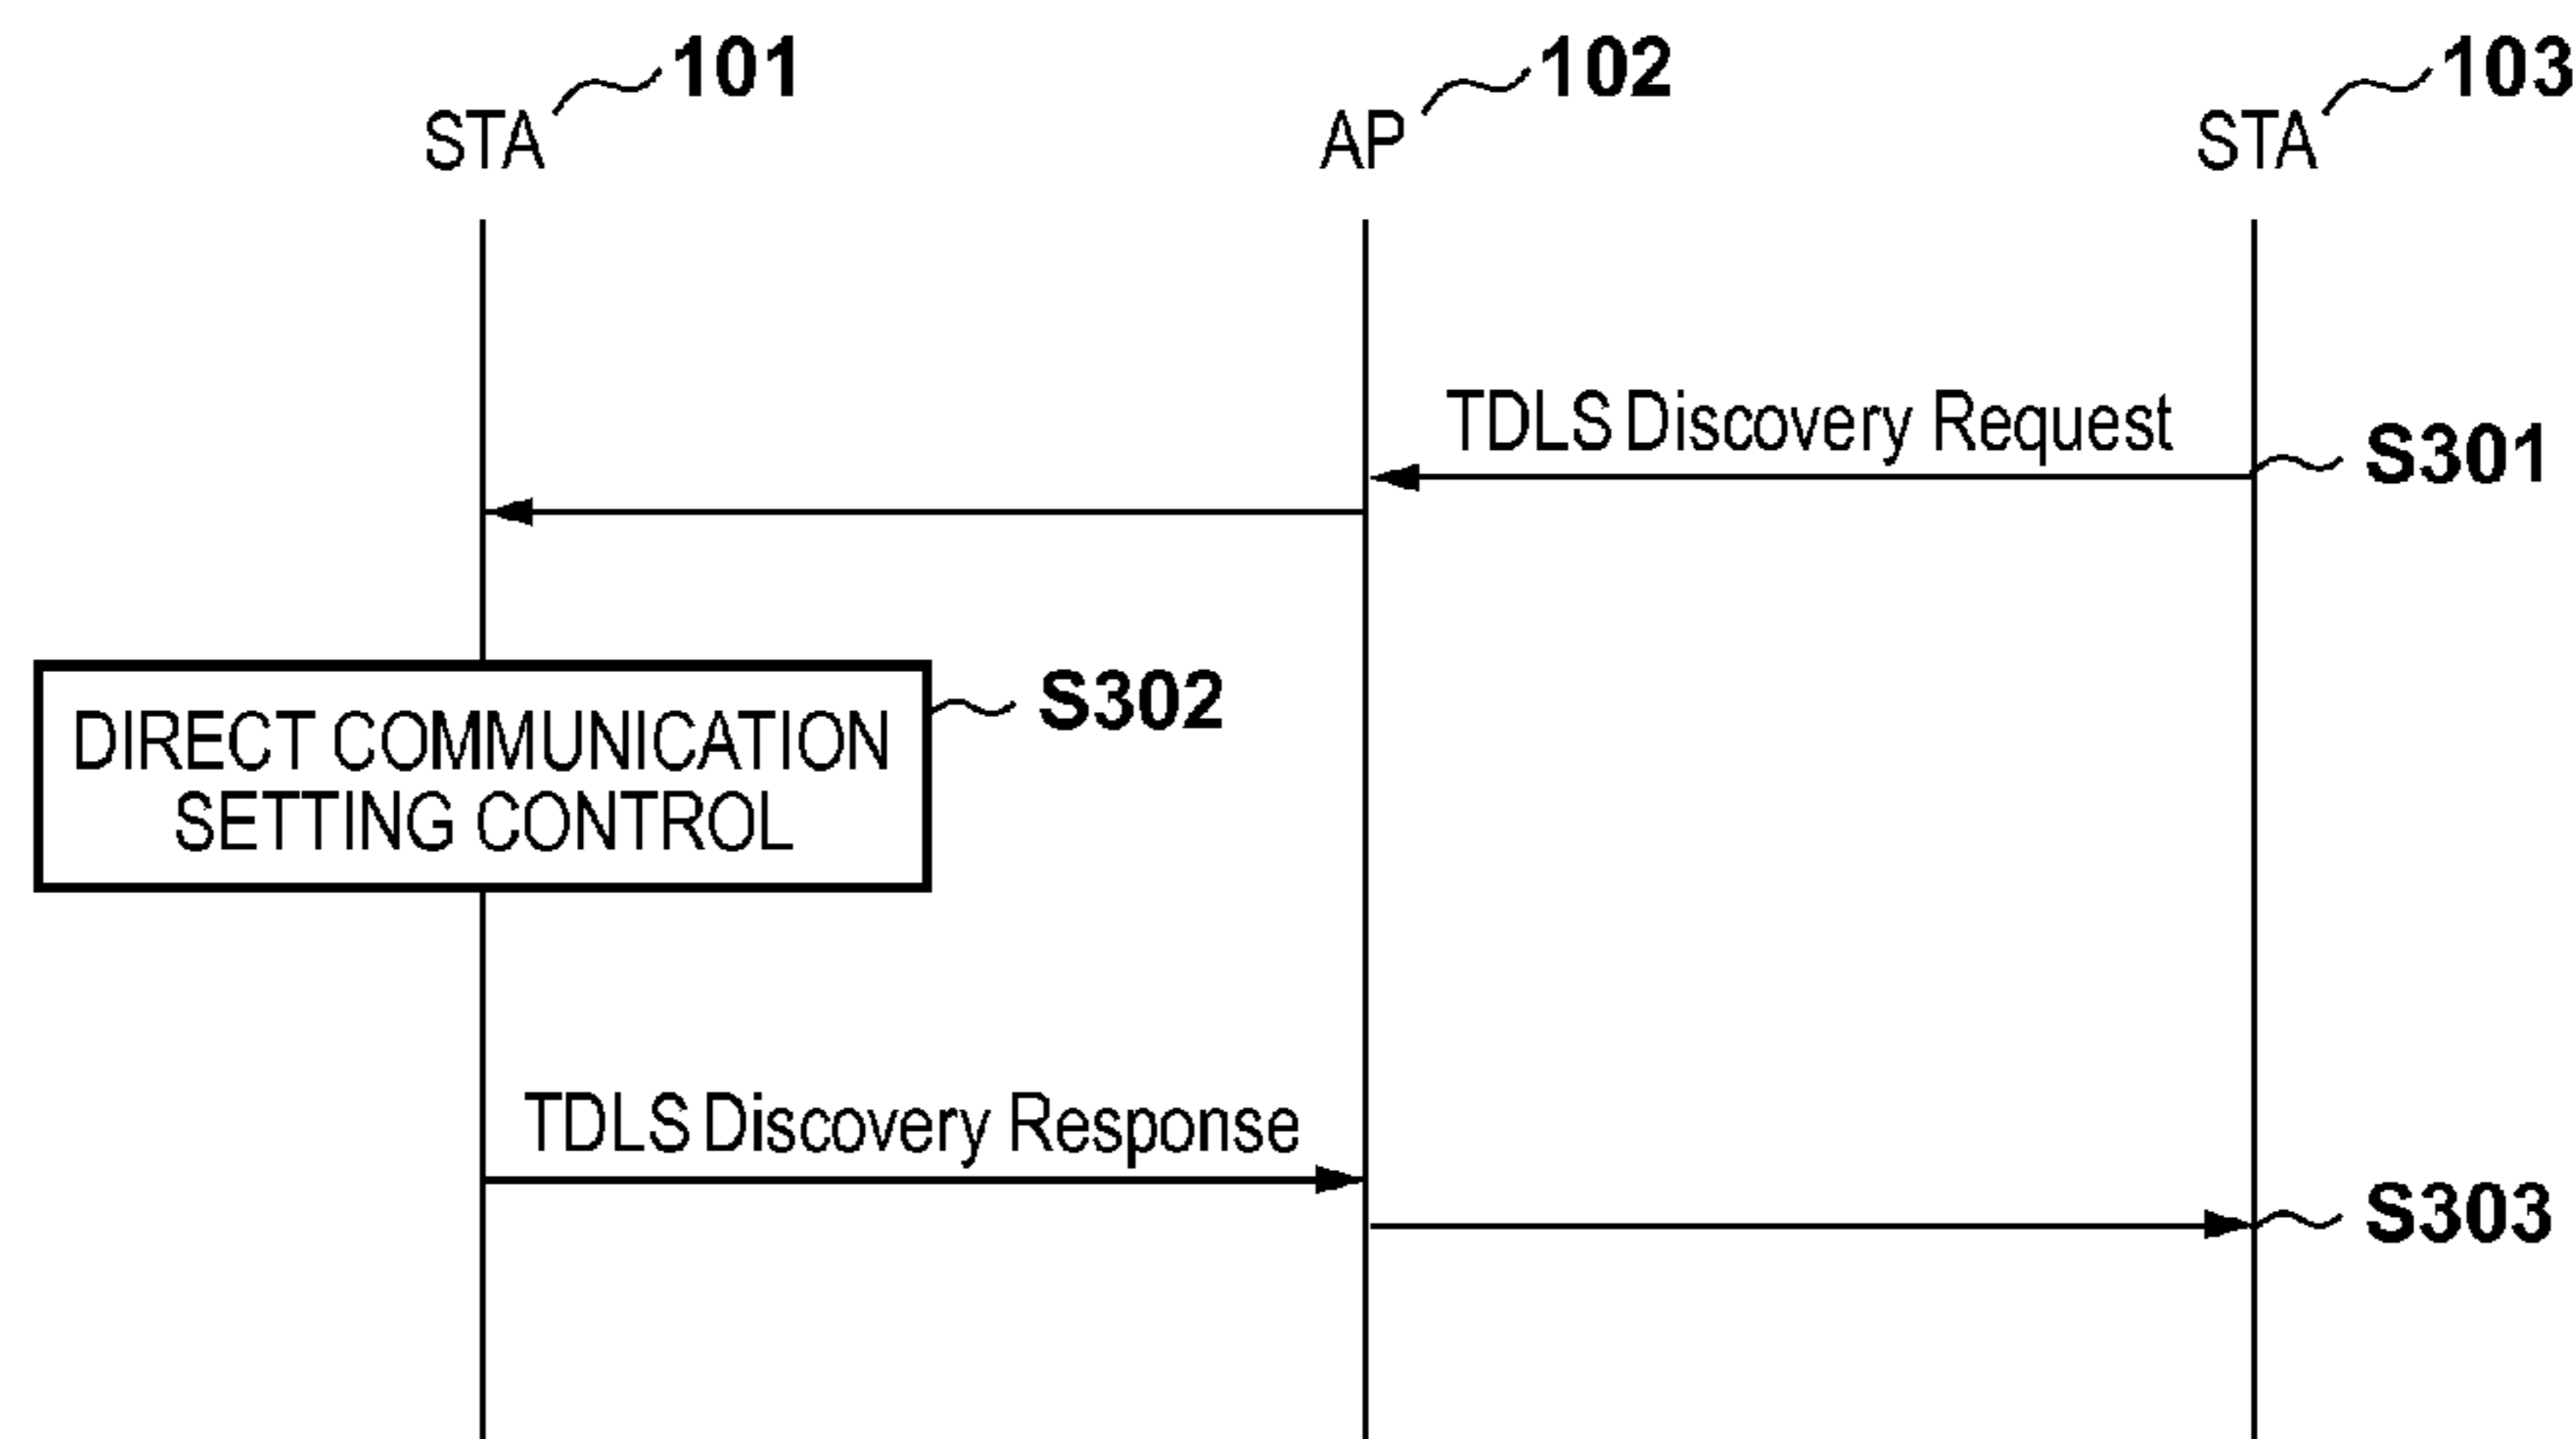 101
102
103
STA
AP
STA
TDLS Discovery Request
S301
S302
DIRECT COMMUNICATION
SETTING CONTROL
TDLS Discovery Response
S303